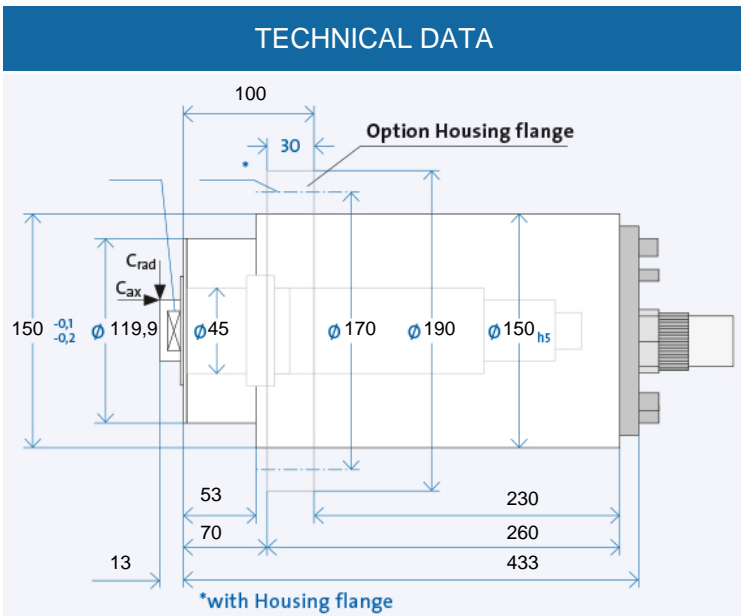 TECHNICAL DATA
100
30
Option Housing flange
*
Crad
Cax
150 -0,1 -0,2
ø 119,9
ø 45
ø 170
ø 190
ø 150 h5
53
230
70
260
13
433
*with Housing flange